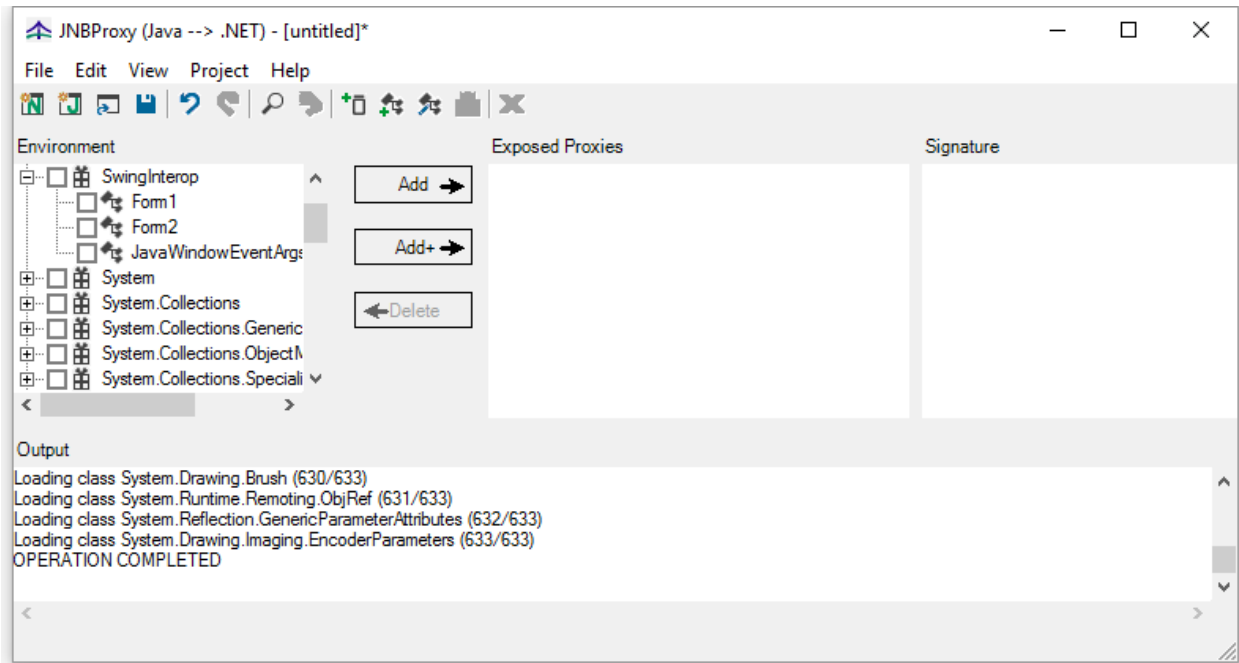 JNBProxy (Java --> .NET) - [untitled]*
File Edit View Project Help
Environment
Exposed Proxies
Signature
SwingInterop
Form1
Form2
JavaWindowEventArgs
System
System.Collections
System.Collections.Generic
System.Collections.ObjectM
System.Collections.Speciali
Add
Add+
Delete
Output
Loading class System.Drawing.Brush (630/633)
Loading class System.Runtime.Remoting.ObjRef (631/633)
Loading class System.Reflection.GenericParameterAttributes (632/633)
Loading class System.Drawing.Imaging.EncoderParameters (633/633)
OPERATION COMPLETED